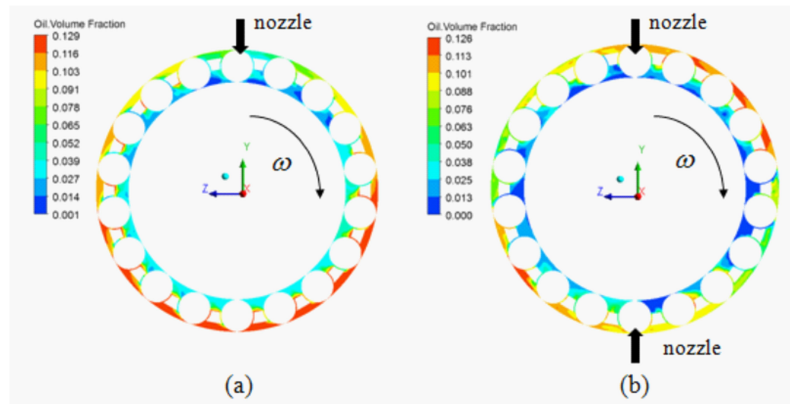 nozzle
Oil.Volume Fraction
0.129
0.116
0.103
0.091
0.078
0.065
0.052
0.039
0.027
0.014
0.001
Y
Z
X
ω
(a)
nozzle
Oil.Volume Fraction
0.126
0.113
0.101
0.088
0.076
0.063
0.050
0.038
0.025
0.013
0.000
Y
Z
X
ω
nozzle
(b)